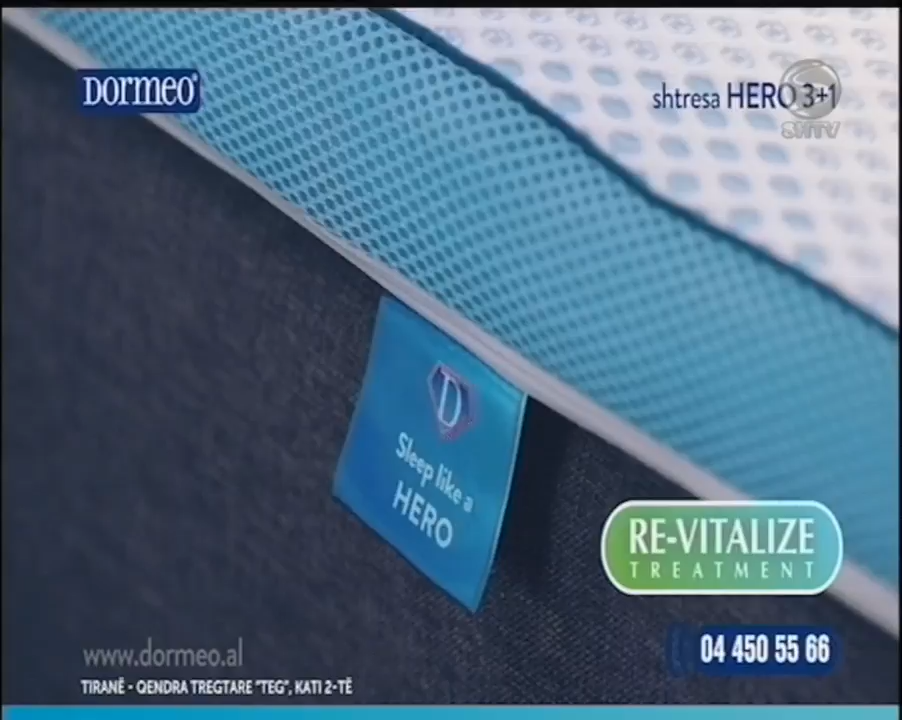 DORMEO®
shtresa HERO 3+1
SHTV
D
Sleep like a
HERO
RE-VITALIZE
TREATMENT
www.dormeo.al
04 450 55 66
TIRANË - QENDRA TREGTARE "TEG", KATI 2-TË